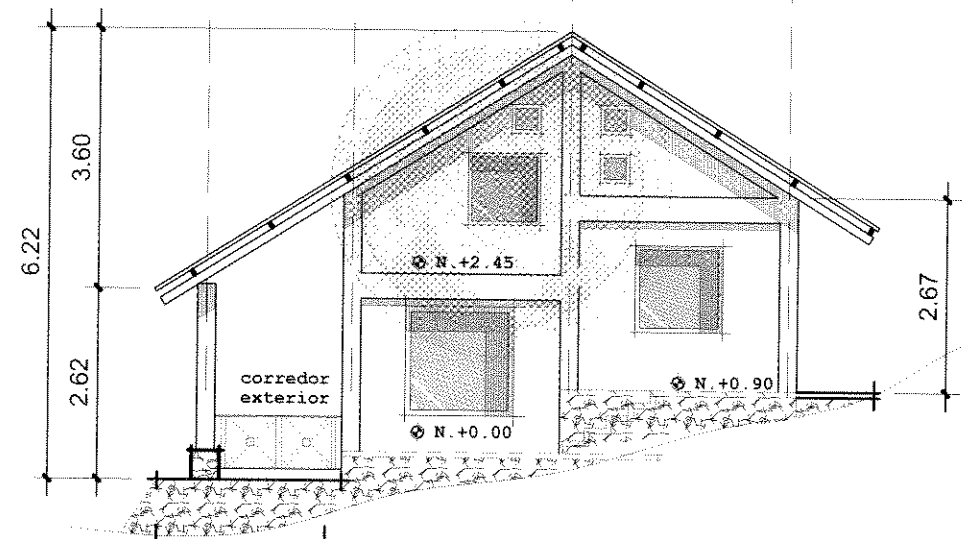 3.60
6.22
2.62
N.+2.45
2.67
corredor
exterior
N.+0.90
N.+0.00